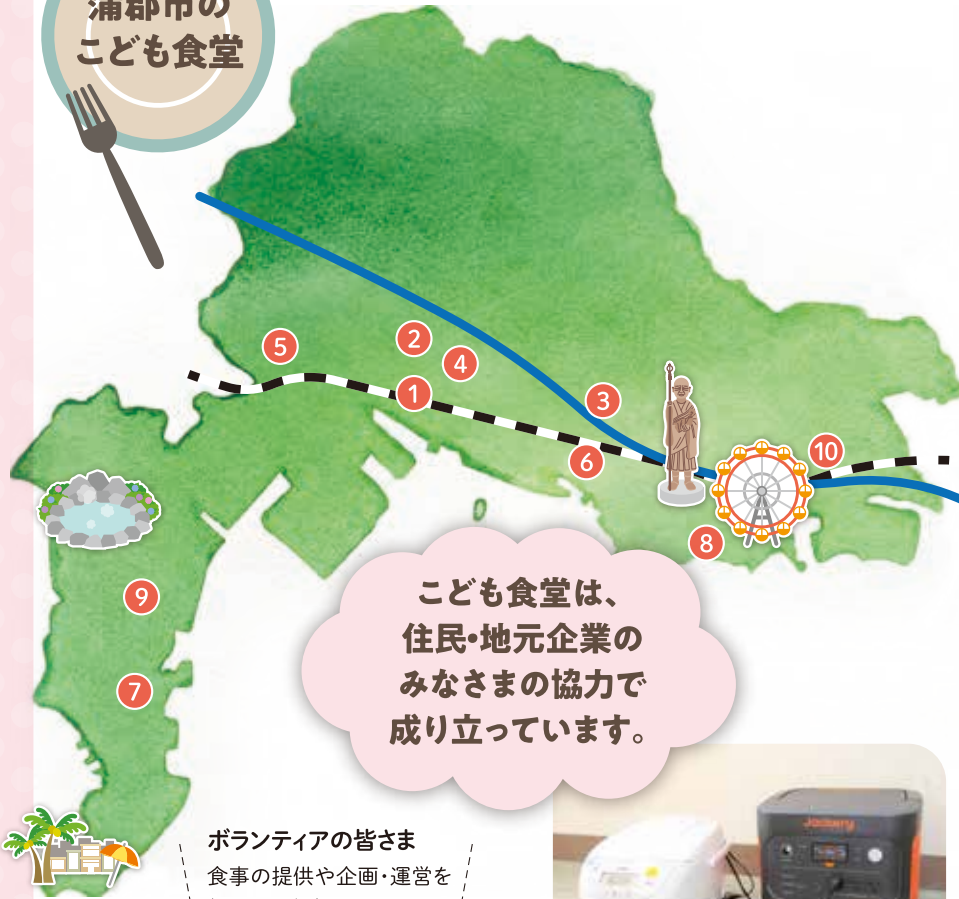 蒲郡市の
こども食堂
5
2
4
1
3
6
10
8
9
7
こども食堂は、
住民・地元企業の
みなさまの協力で
成り立っています。
ボランティアの皆さま
食事の提供や企画・運営を
Jackery